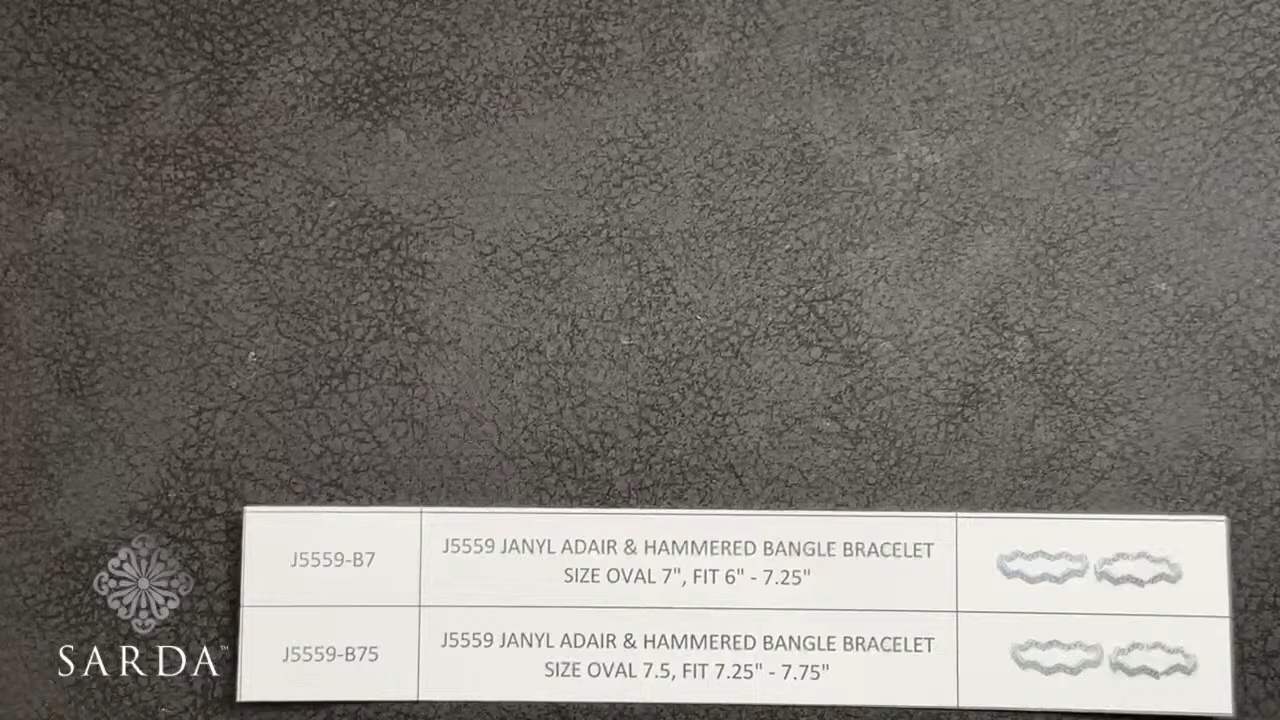 J5559-B7
J5559 JANYL ADAIR & HAMMERED BANGLE BRACELET
SIZE OVAL 7", FIT 6" - 7.25"
J5559-B75
J5559 JANYL ADAIR & HAMMERED BANGLE BRACELET
SIZE OVAL 7.5, FIT 7.25" - 7.75"
SARDA™